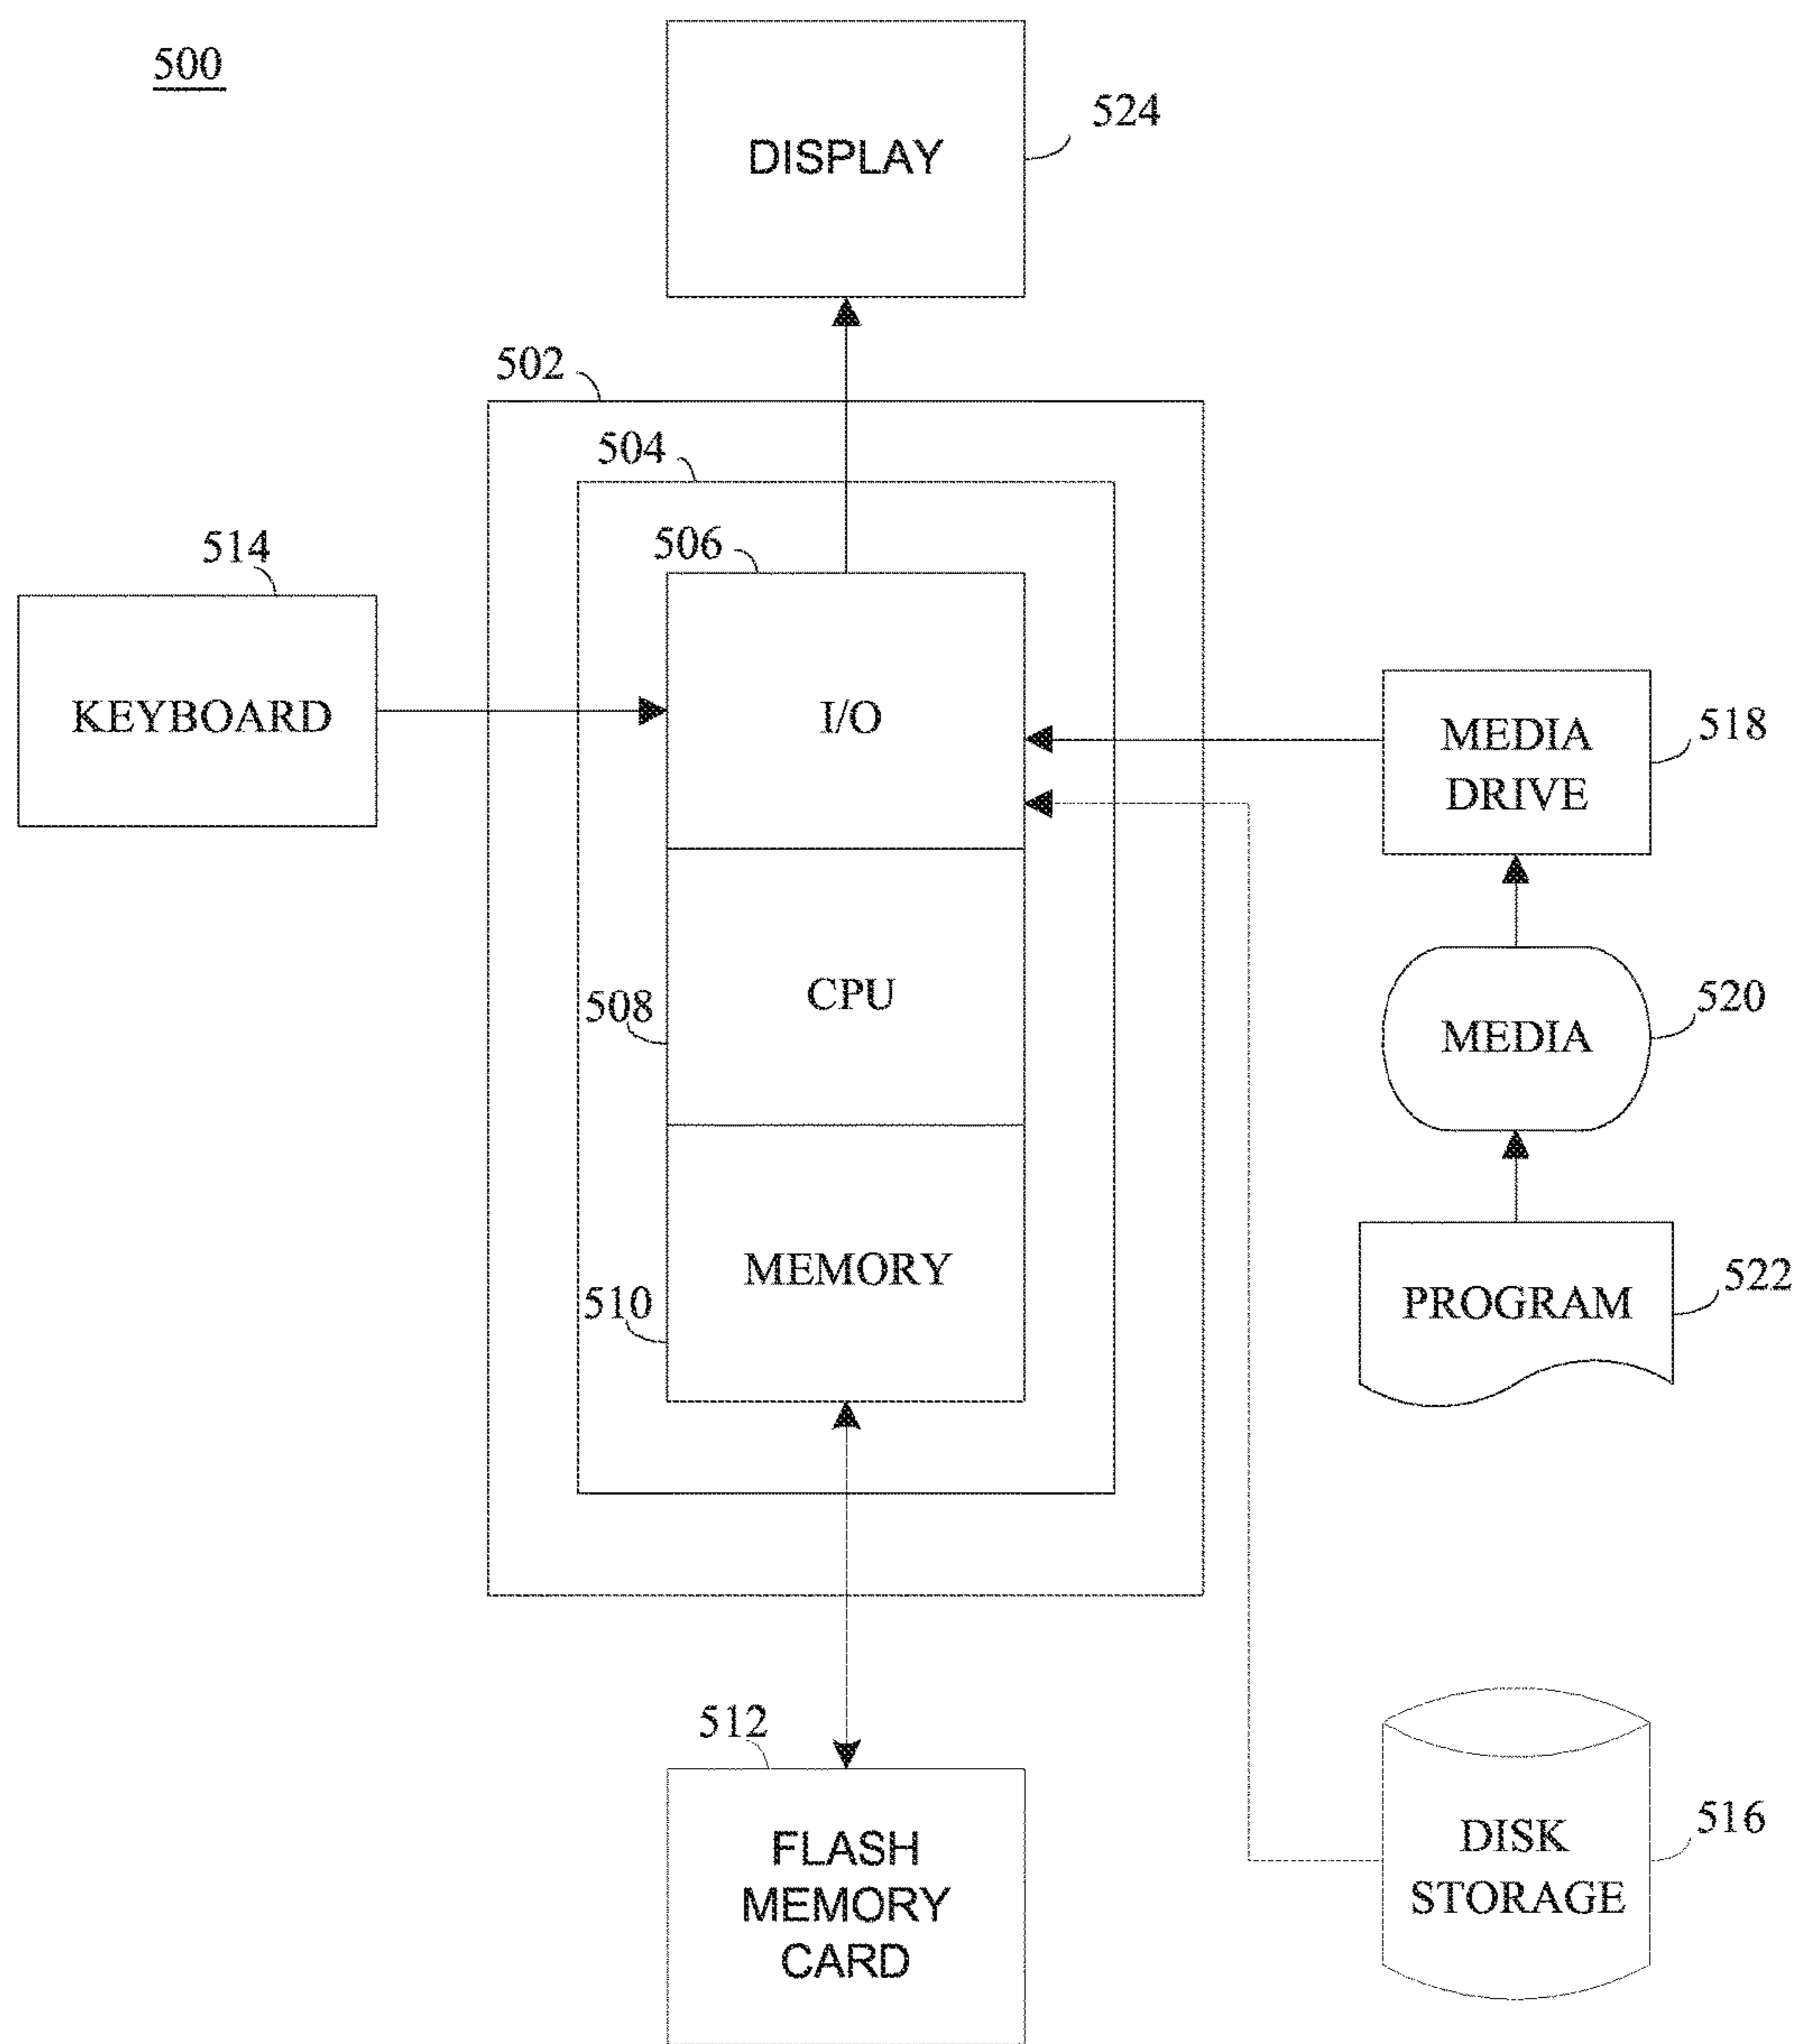 500
DISPLAY
524
502
504
506
514
KEYBOARD
I/O
MEDIA
DRIVE
518
CPU
508
MEDIA
520
MEMORY
510
PROGRAM
522
512
FLASH
MEMORY
CARD
DISK
STORAGE
516